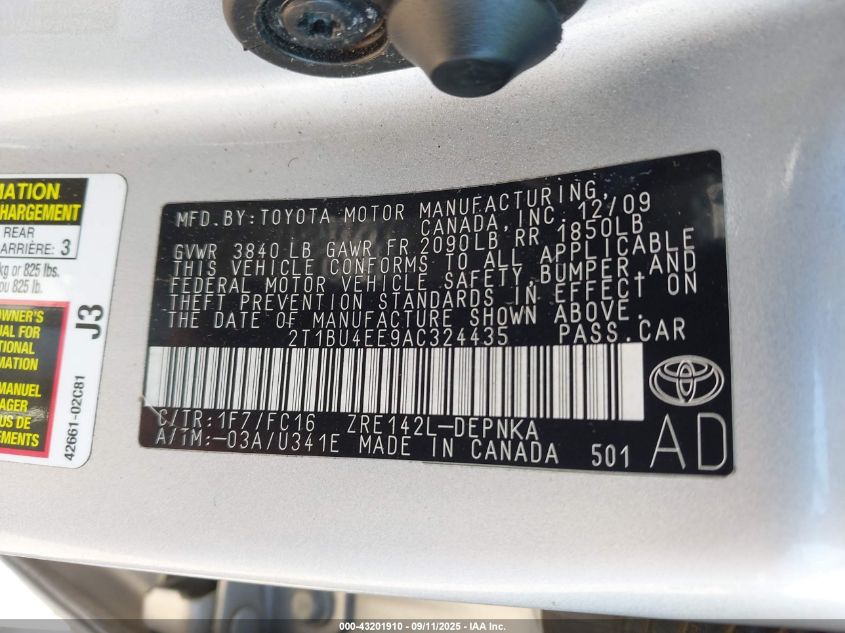 MATION
CHARGEMENT
REAR
ARRIÈRE: 3
kg or 825 lbs.
ou 825 lb.
OWNER'S
UAL FOR
TIONAL
RMATION
MANUEL
AGER
US DE
EMENTS
J3
42661-02C81
MFD. BY: TOYOTA MOTOR MANUFACTURING,
CANADA, INC. 12/09
GVWR 3840 LB GAWR FR 2090LB RR 1850LB
THIS VEHICLE CONFORMS TO ALL APPLICABLE
FEDERAL MOTOR VEHICLE SAFETY, BUMPER, AND
THEFT PREVENTION STANDARDS IN EFFECT ON
THE DATE OF MANUFACTURE SHOWN ABOVE.
2T1BU4EE9AC324435 PASS.CAR
C/TR: 1F7/FC16 ZRE142L-DEPNKA
A/TM:-03A/U341E MADE IN CANADA 501 AD
000-43201910 - 09/11/2025 - IAA Inc.